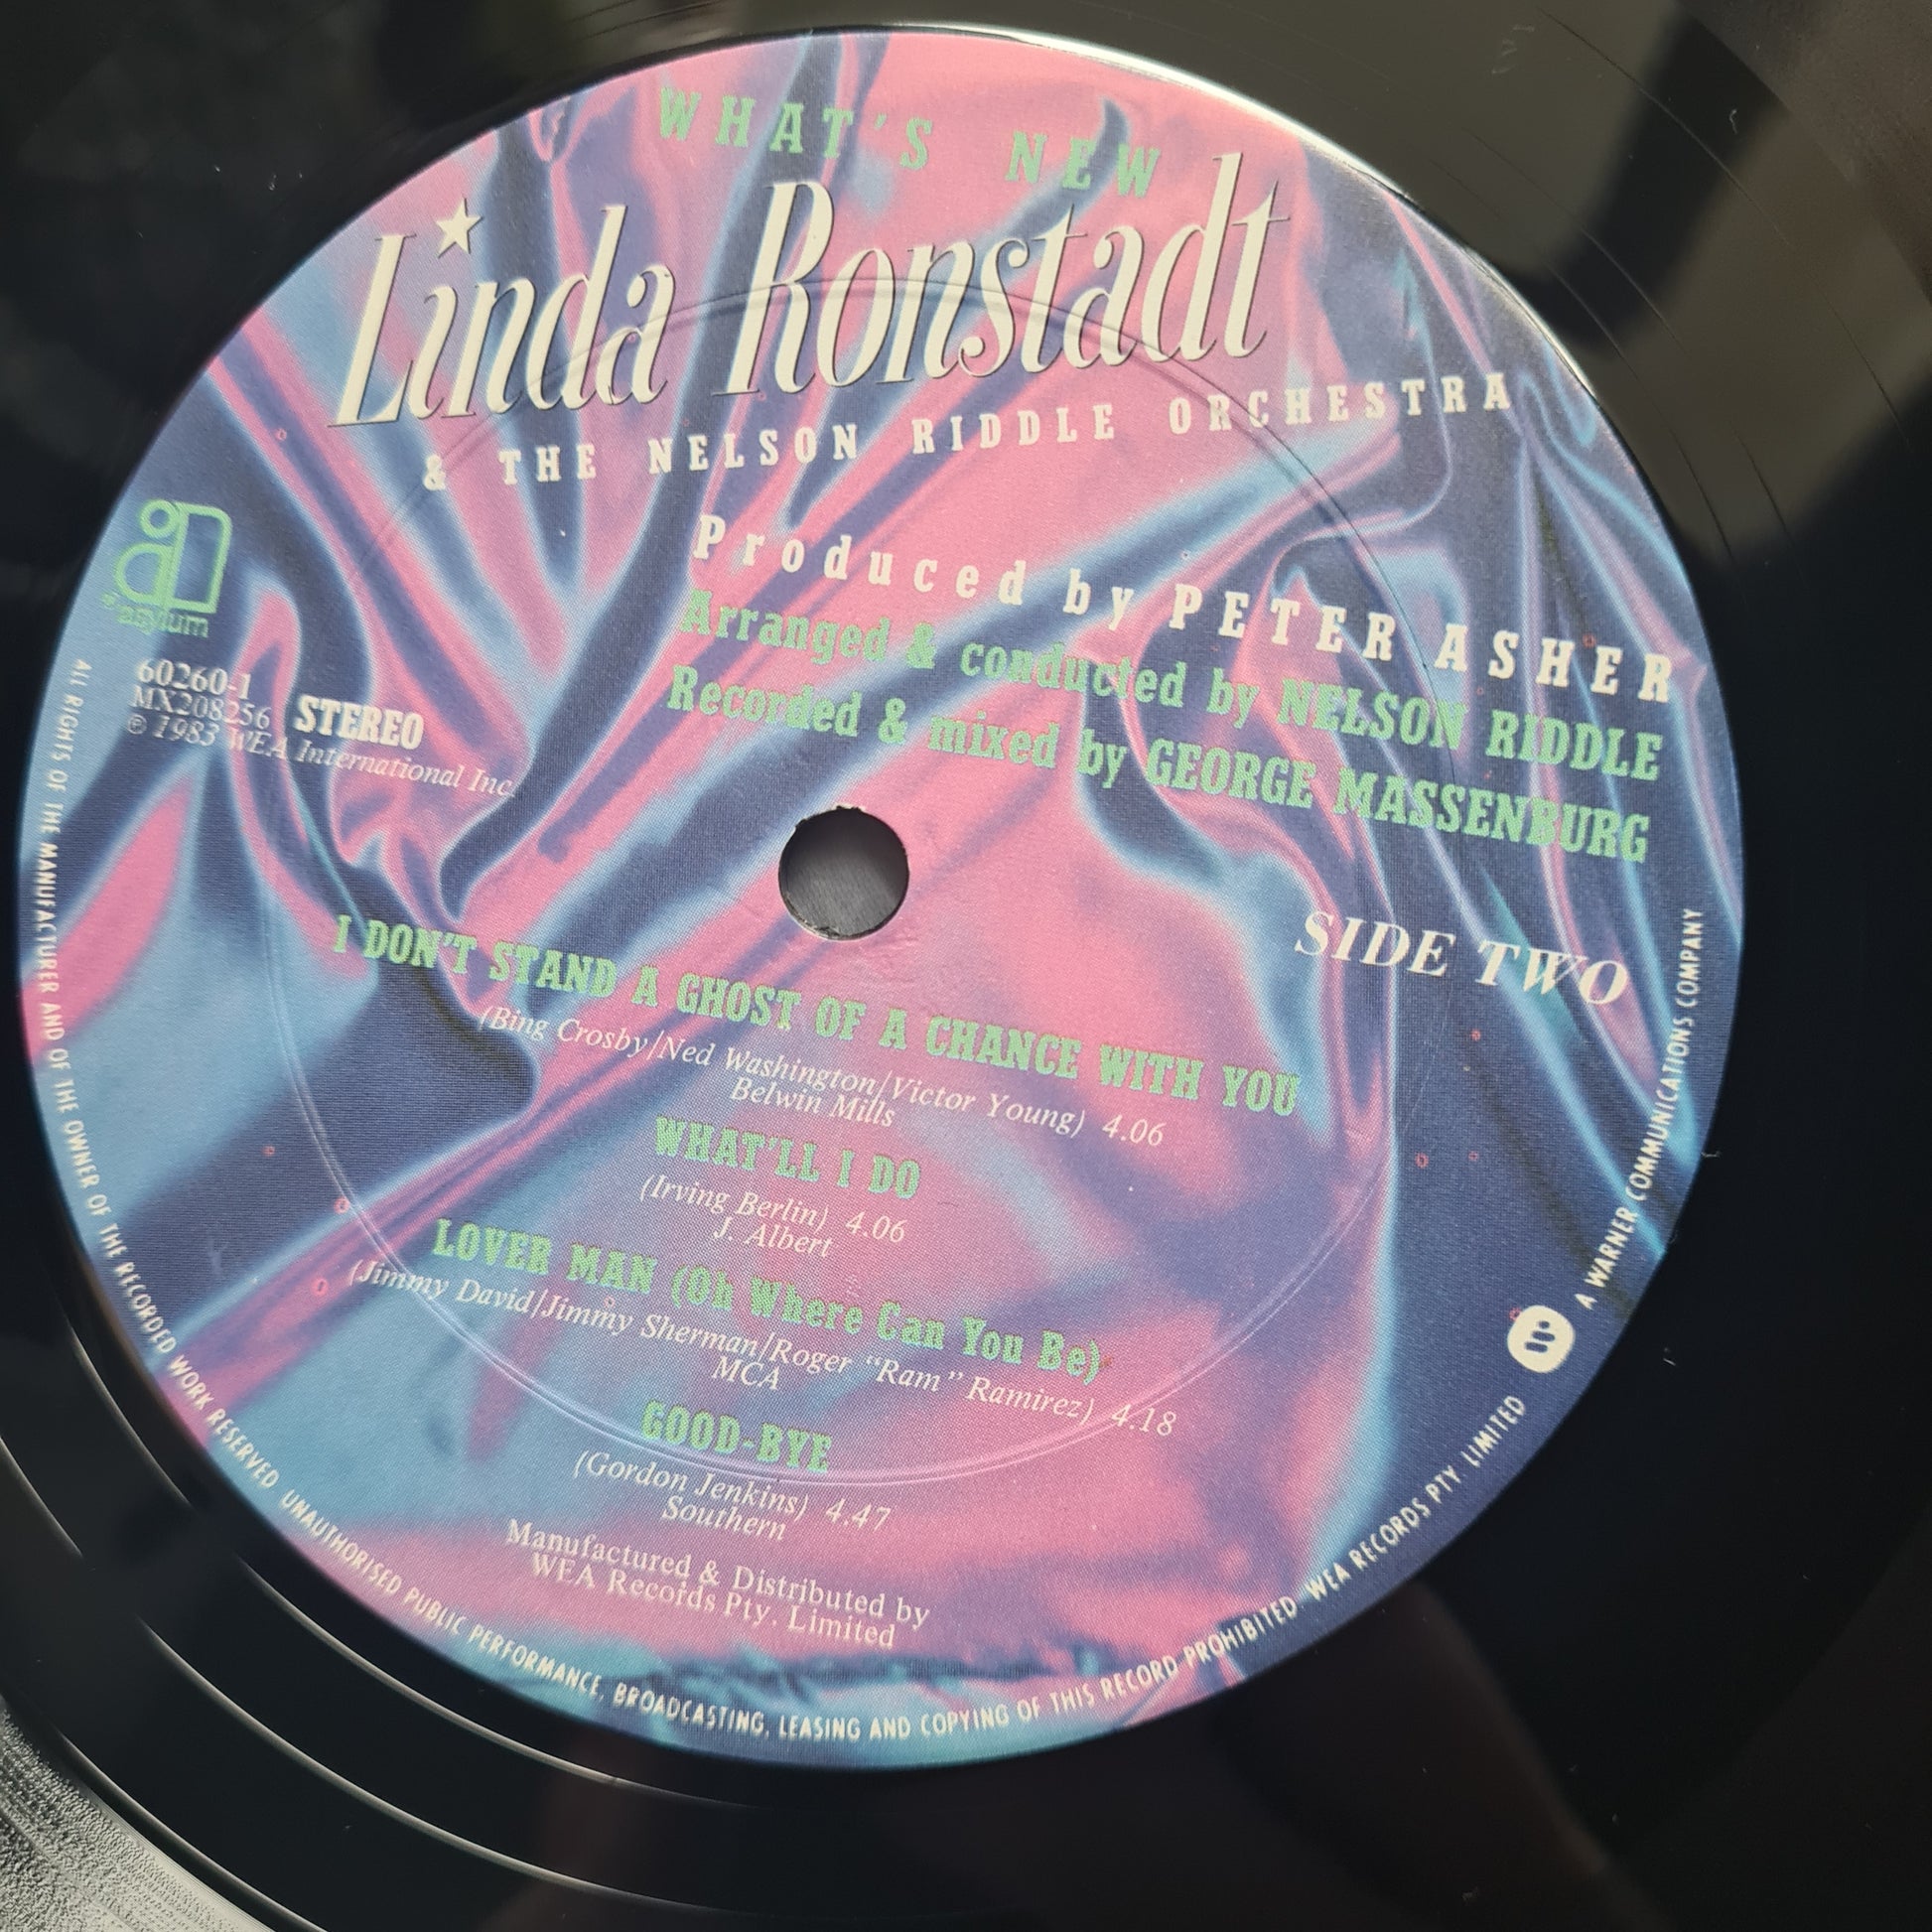 WHAT'S NEW
Linda Ronstadt
& THE NELSON RIDDLE ORCHESTRA
Produced by PETER ASHER
Arranged & conducted by NELSON RIDDLE
Recorded & mixed by GEORGE MASSENBURG
asylum
60260-1
MX208256 STEREO
℗ 1983 WEA International Inc.
SIDE TWO
I DON'T STAND A GHOST OF A CHANCE WITH YOU
(Bing Crosby/Ned Washington/Victor Young) 4.06
Belwin Mills
WHAT'LL I DO
(Irving Berlin) 4.06
J. Albert
LOVER MAN (Oh Where Can You Be)
(Jimmy David/Jimmy Sherman/Roger “Ram” Ramirez) 4.18
MCA
GOOD-BYE
(Gordon Jenkins) 4.47
Southern
Manufactured & Distributed by
WEA Records Pty. Limited
ALL RIGHTS OF THE MANUFACTURER AND OF THE OWNER OF THE RECORDED WORK RESERVED UNAUTHORISED PUBLIC PERFORMANCE, BROADCASTING, LEASING AND COPYING OF THIS RECORD PROHIBITED. WEA RECORDS PTY. LIMITED A WARNER COMMUNICATIONS COMPANY